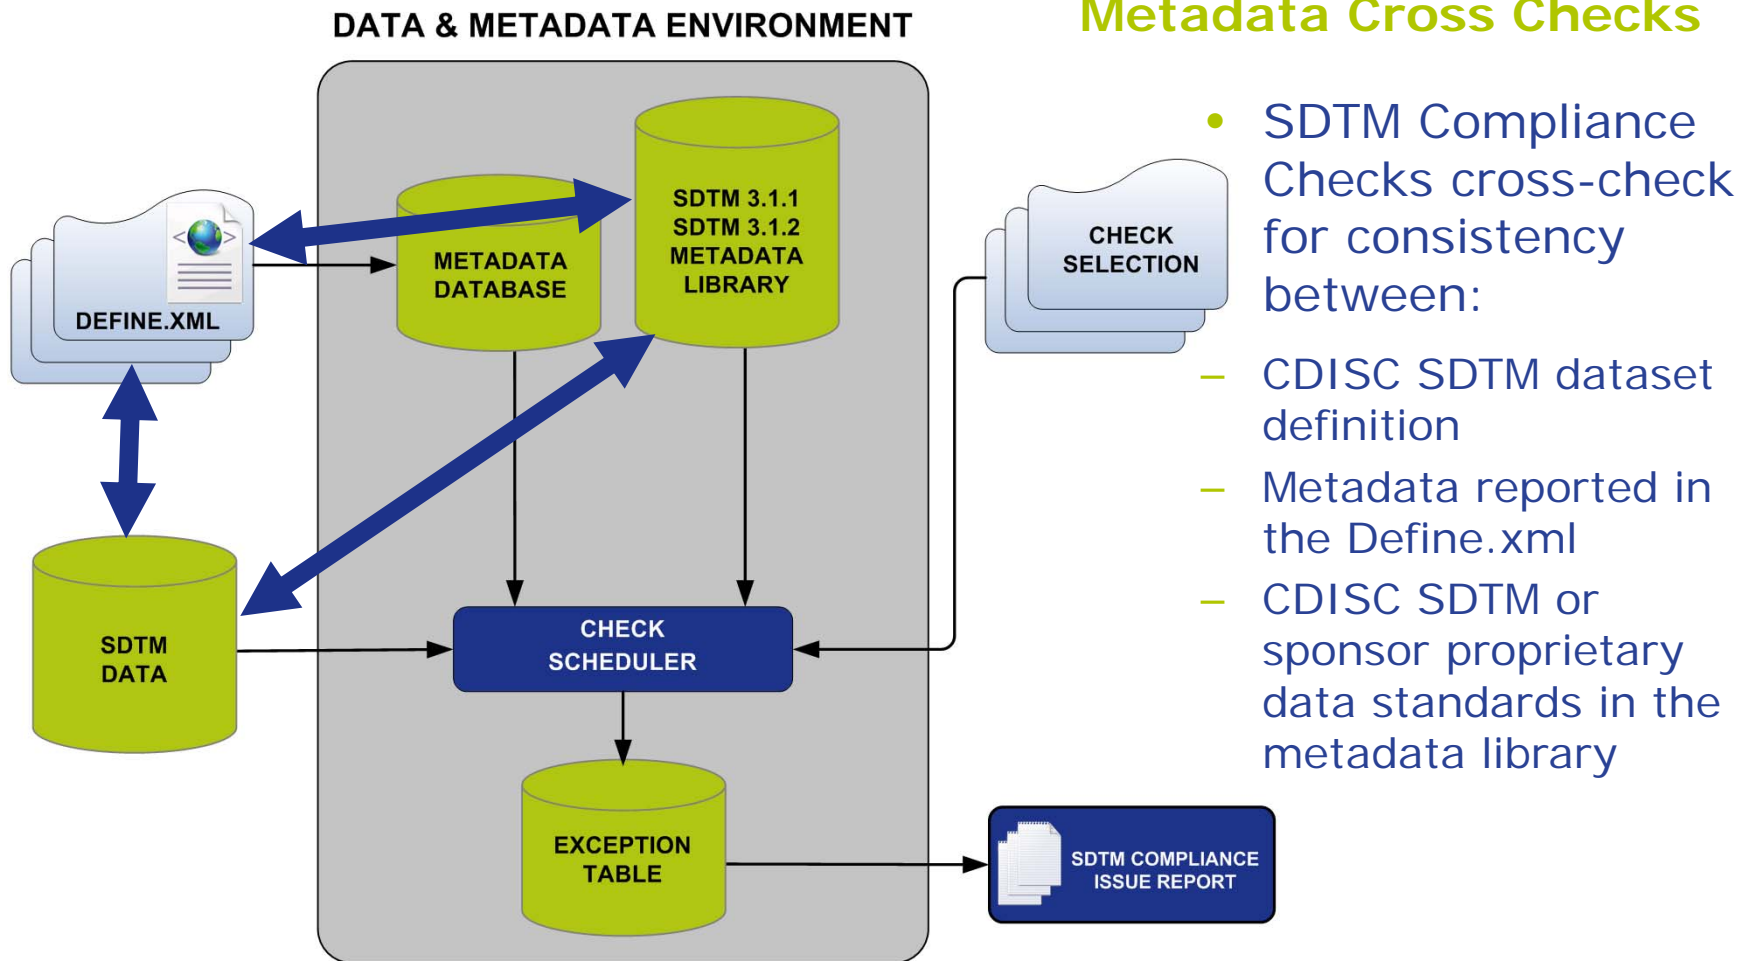 Metadata Cross Checks
DATA & METADATA ENVIRONMENT
DEFINE.XML
METADATA
DATABASE
SDTM 3.1.1
SDTM 3.1.2
METADATA
LIBRARY
CHECK
SELECTION
SDTM
DATA
CHECK
SCHEDULER
EXCEPTION
TABLE
SDTM COMPLIANCE
ISSUE REPORT
• SDTM Compliance
Checks cross-check
for consistency
between:
– CDISC SDTM dataset
definition
– Metadata reported in
the Define.xml
– CDISC SDTM or
sponsor proprietary
data standards in the
metadata library